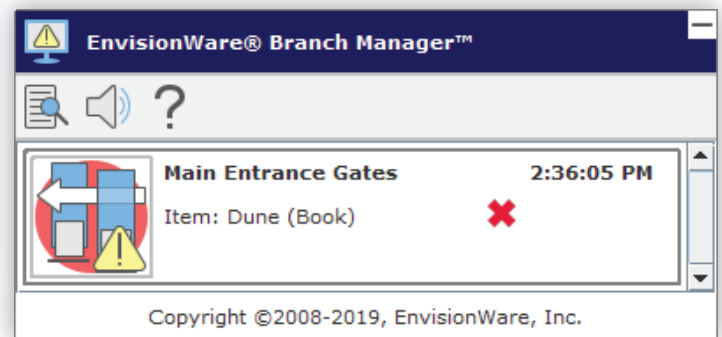 EnvisionWare® Branch Manager™
?
Main Entrance Gates 2:36:05 PM
Item: Dune (Book)
Copyright ©2008-2019, EnvisionWare, Inc.